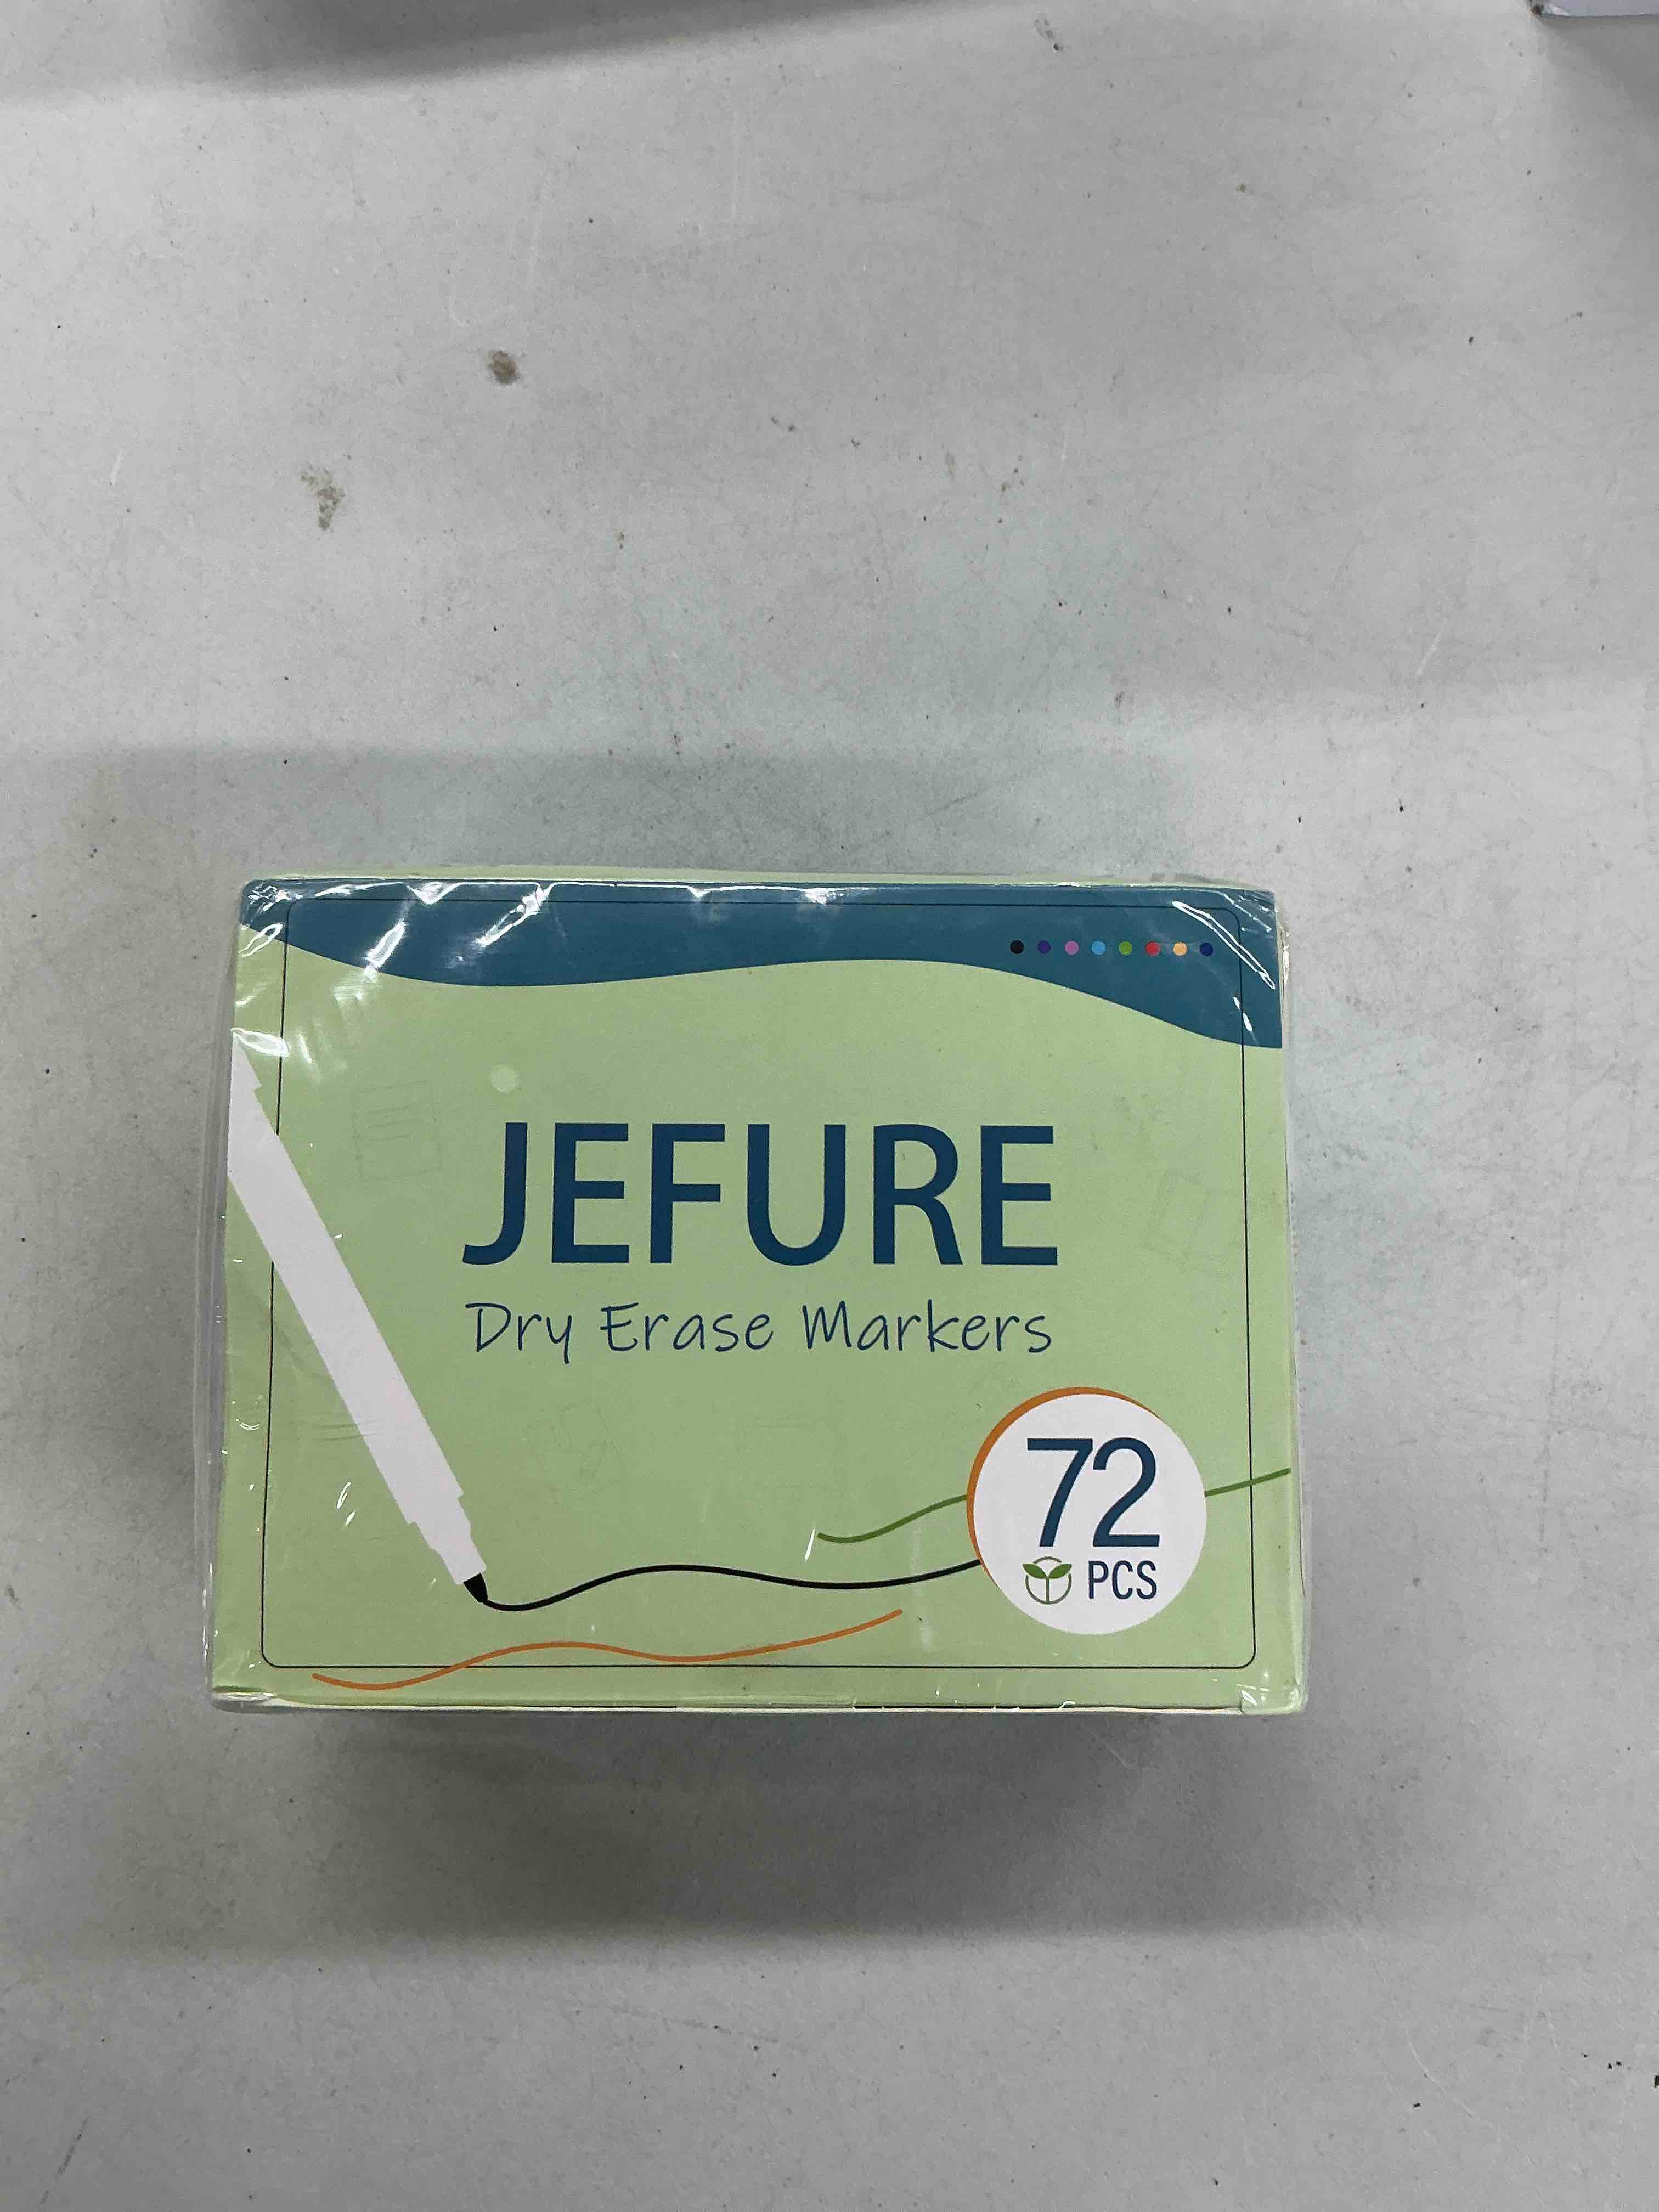 JEFURE
Dry Erase Markers
72
PCS